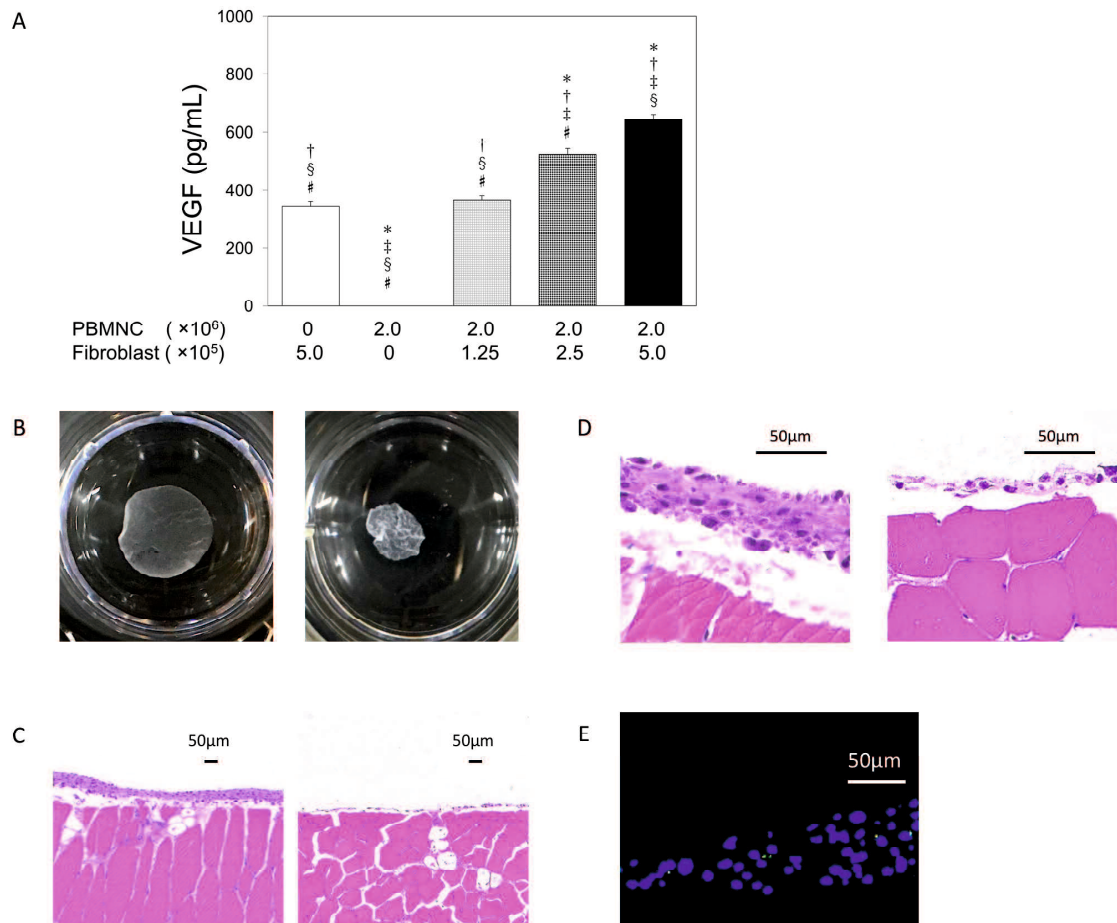 A
VEGF (pg/mL)
1000
800
600
400
200
0
†
§
#
*
‡
§
#
†
§
#
*
†
‡
#
*
†
‡
§
PBMNC ( ×10⁶) 0 2.0 2.0 2.0 2.0
Fibroblast ( ×10⁵) 5.0 0 1.25 2.5 5.0
B
D
50μm
50μm
C
50μm
50μm
E
50μm